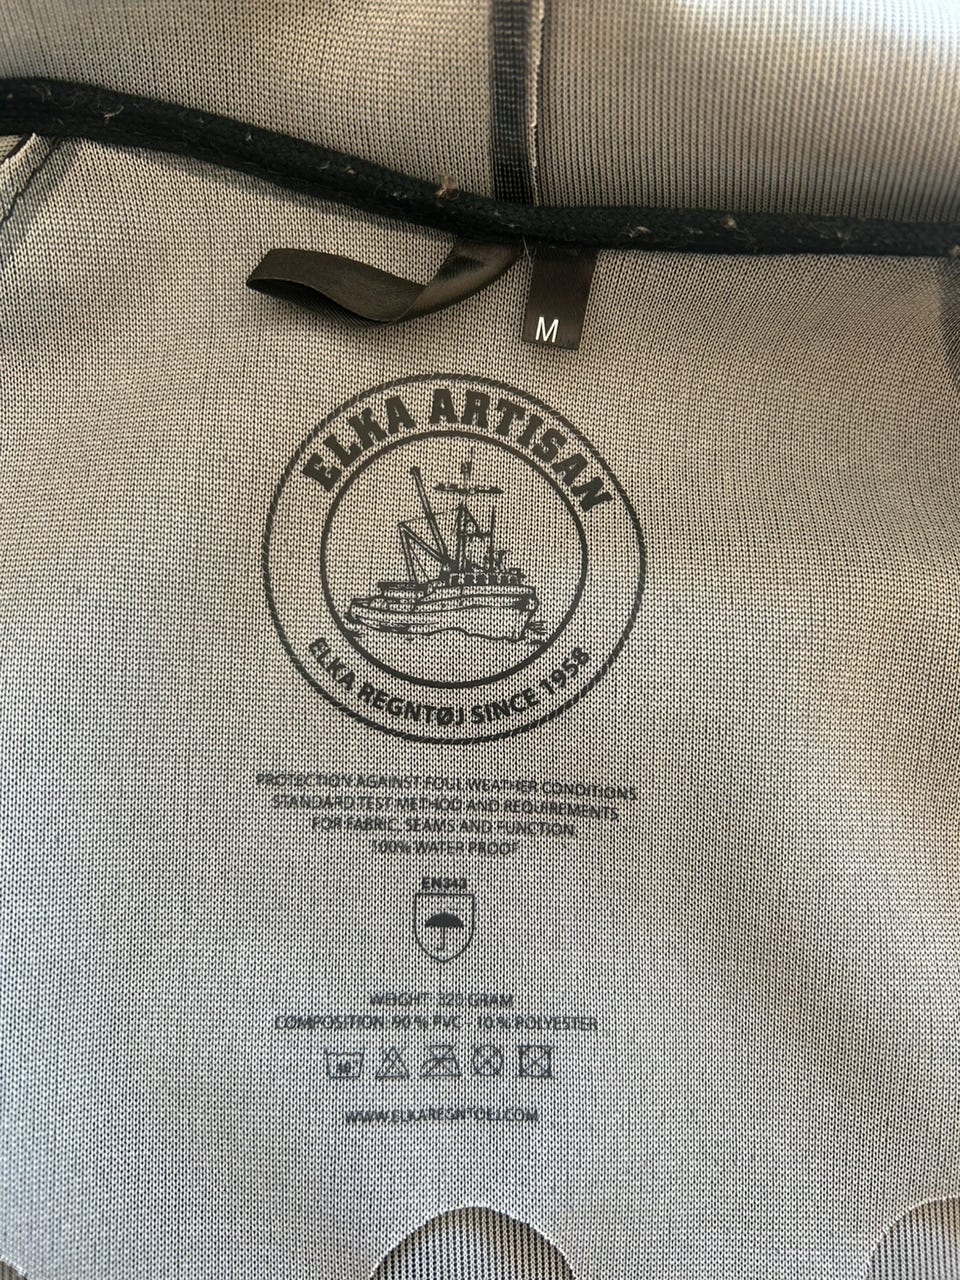 M
ELKA ARTISAN
ELKA REGNTØJ SINCE 1958
PROTECTION AGAINST FOUL WEATHER CONDITIONS
STANDARD TEST METHOD AND REQUIREMENTS
FOR FABRIC, SEAMS AND FUNCTION
100% WATER PROOF
EN343
WEIGHT: 320 GRAM
COMPOSITION: 90 % PVC - 10 % POLYESTER
40
WWW.ELKAREGNTOEJ.COM